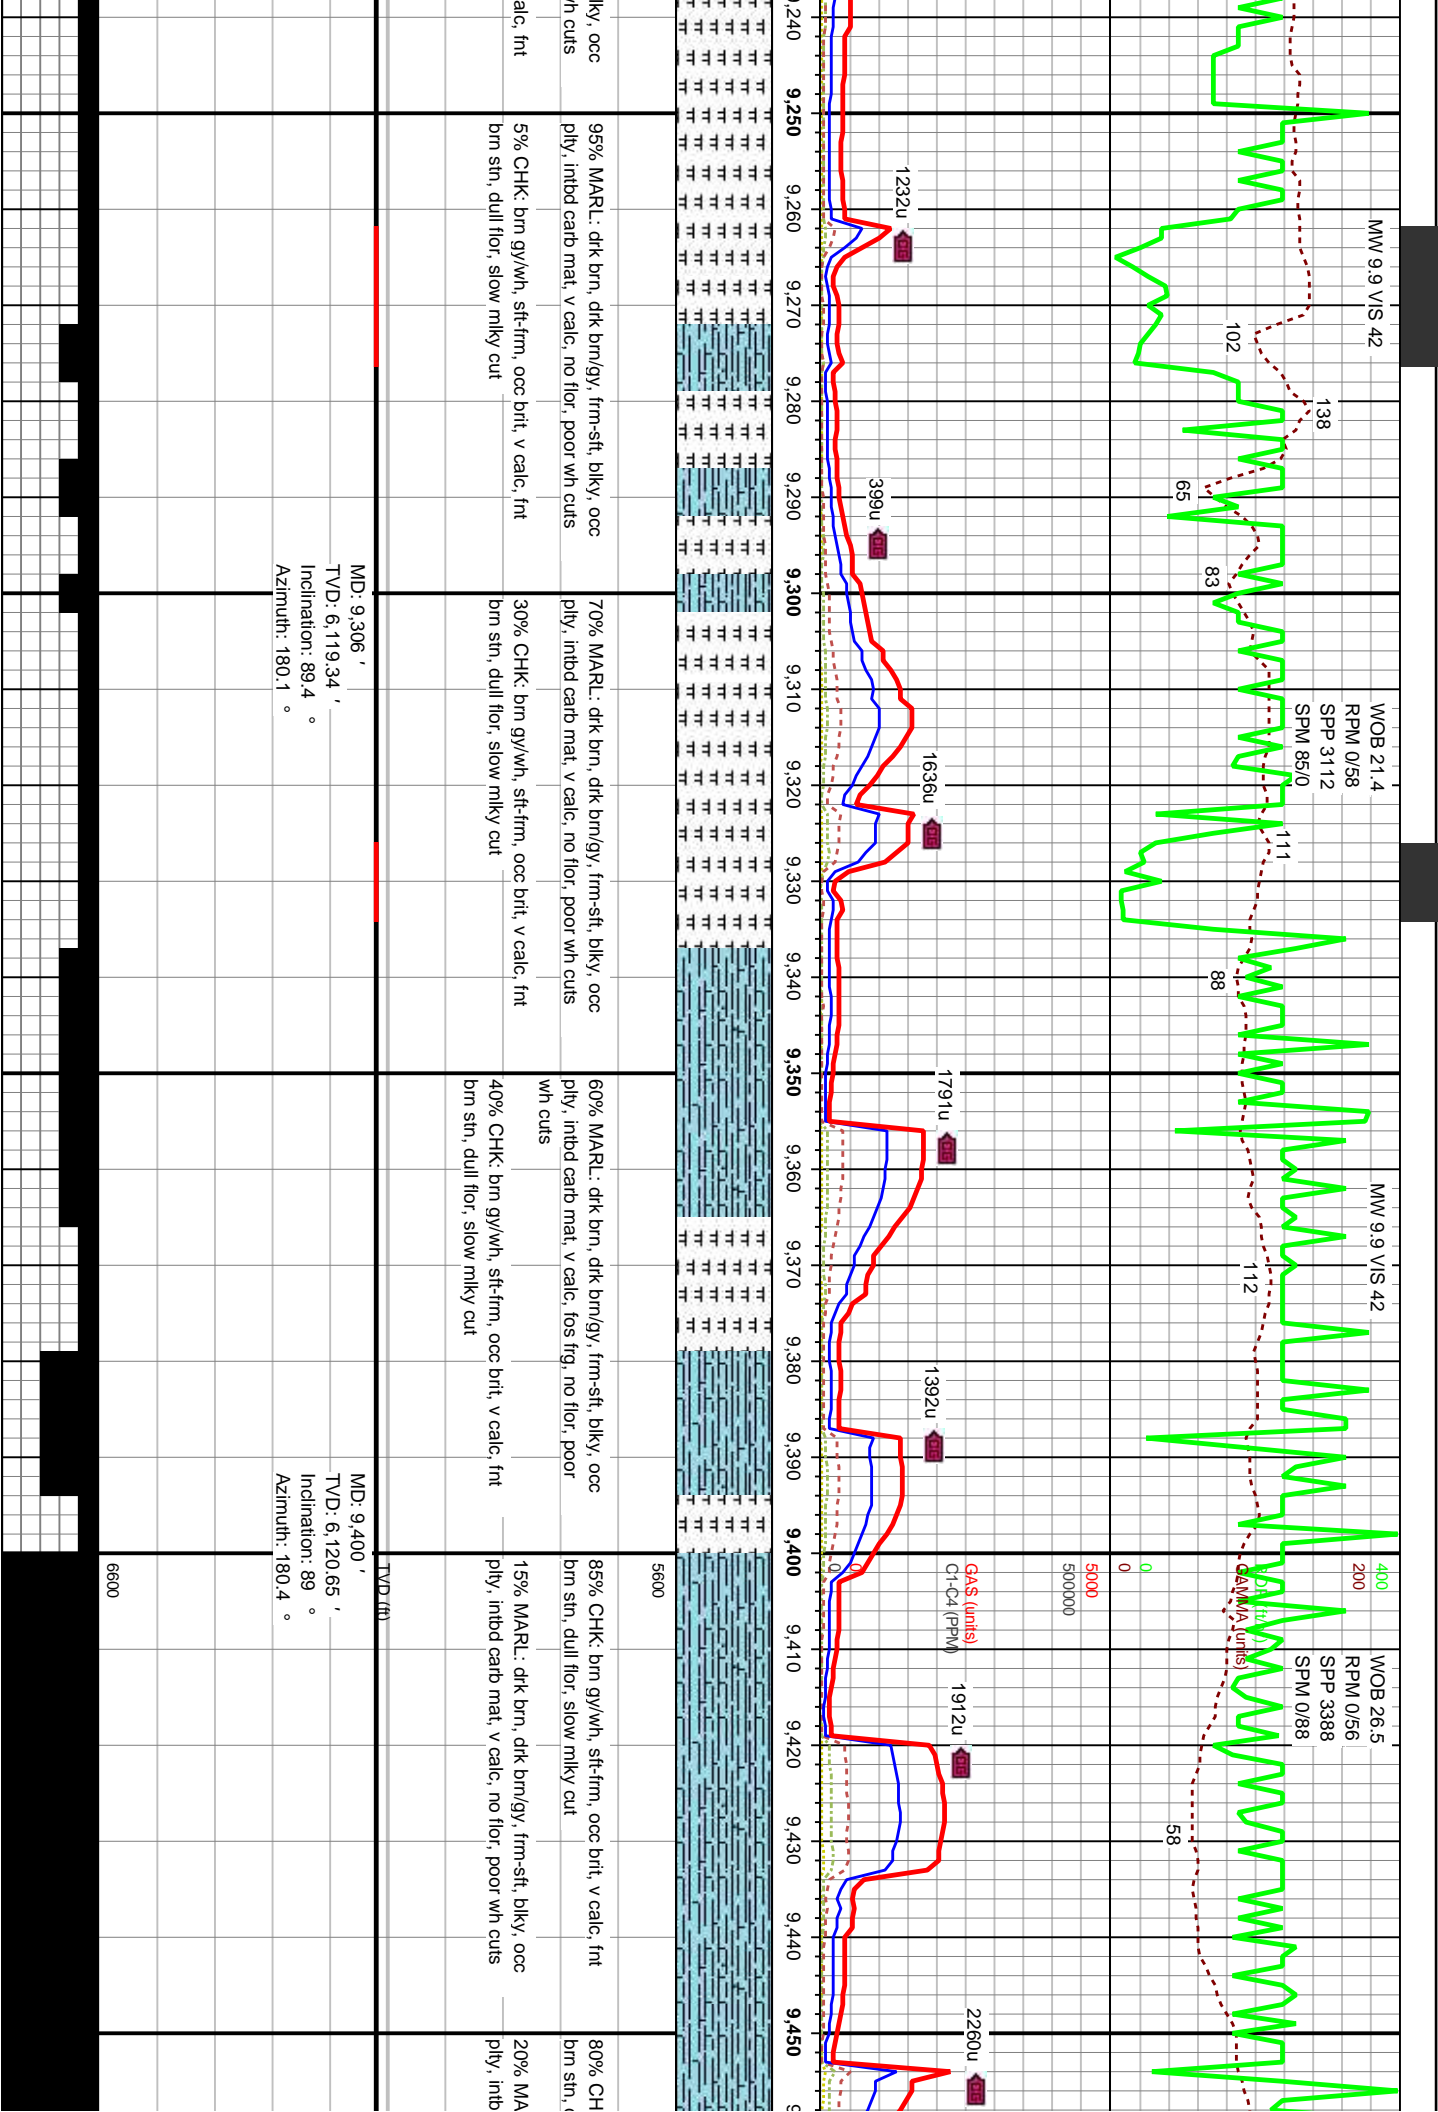 MW 9.9 VIS 42
WOB 21.4
RPM 0/58
SPP 3112
SPM 85/0
MW 9.9 VIS 42
WOB 26.5
RPM 0/56
SPP 3388
SPM 0/88
102
138
65
83
111
88
112
58
400
200
0
0
GAMMA (units)
5000
500000
GAS (units)
C1-C4 (PPM)
0
0
1232u
399u
1636u
1791u
1392u
1912u
2260u
9,240
9,250
9,260
9,270
9,280
9,290
9,300
9,310
9,320
9,330
9,340
9,350
9,360
9,370
9,380
9,390
9,400
9,410
9,420
9,430
9,440
9,450
lky, occ
/h cuts
alc, fnt
95% MARL: drk brn, drk brn/gy, frm-sft, blky, occ
plty, intbd carb mat, v calc, no flor, poor wh cuts
5% CHK: brn gy/wh, sft-frm, occ brit, v calc, fnt
brn stn, dull flor, slow mlky cut
70% MARL: drk brn, drk brn/gy, frm-sft, blky, occ
plty, intbd carb mat, v calc, no flor, poor wh cuts
30% CHK: brn gy/wh, sft-frm, occ brit, v calc, fnt
brn stn, dull flor, slow mlky cut
60% MARL: drk brn, drk brn/gy, frm-sft, blky, occ
plty, intbd carb mat, v calc, fos frg, no flor, poor
wh cuts
40% CHK: brn gy/wh, sft-frm, occ brit, v calc, fnt
brn stn, dull flor, slow mlky cut
85% CHK: brn gy/wh, sft-frm, occ brit, v calc, fnt
brn stn, dull flor, slow mlky cut
15% MARL: drk brn, drk brn/gy, frm-sft, blky, occ
plty, intbd carb mat, v calc, no flor, poor wh cuts
80% CH
brn stn,
20% MA
plty, intb
5600
TVD (ft)
6600
MD: 9,306 '
TVD: 6,119.34 '
Inclination: 89.4 °
Azimuth: 180.1 °
MD: 9,400 '
TVD: 6,120.65 '
Inclination: 89 °
Azimuth: 180.4 °